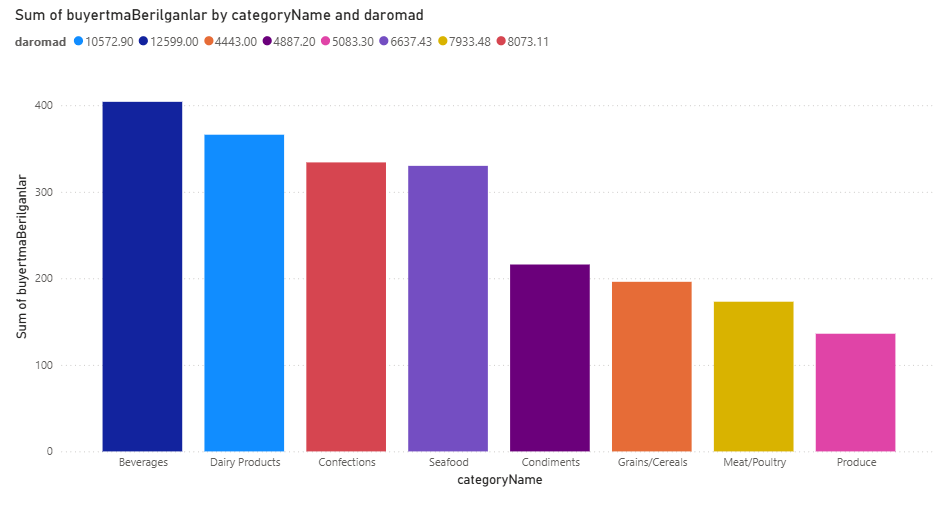 Sum of buyertmaBerilganlar by categoryName and daromad
daromad 10572.90 12599.00 4443.00 4887.20 5083.30 6637.43 7933.48 8073.11
400
300
200
100
0
Sum of buyertmaBerilganlar
Beverages Dairy Products Confections Seafood Condiments Grains/Cereals Meat/Poultry Produce
categoryName